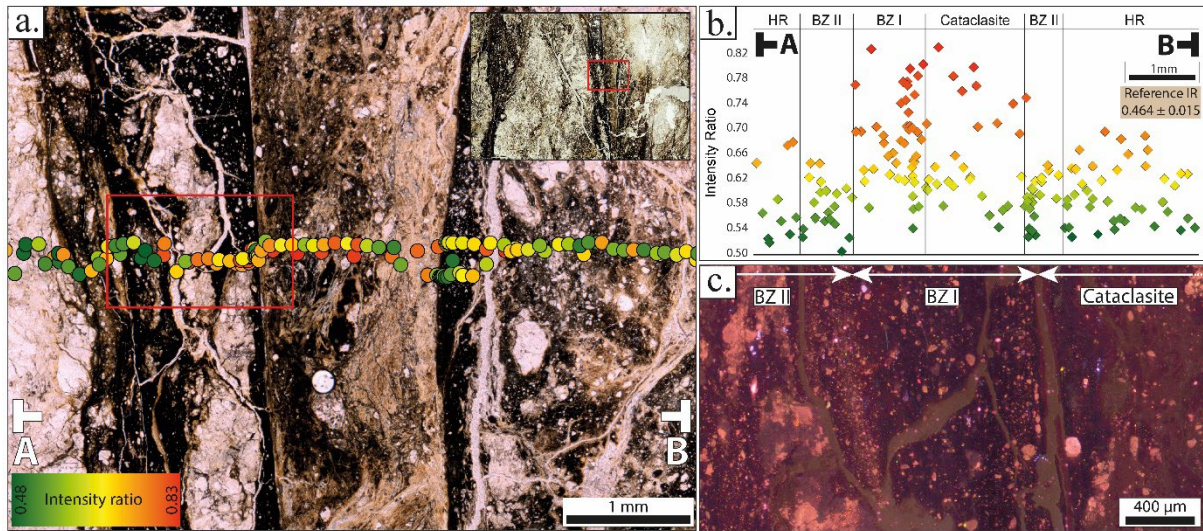 a.
A
B
0.48
Intensity ratio
0.83
1 mm
b.
HR
BZ II
BZ I
Cataclasite
BZ II
HR
A
B
1mm
Reference IR
0.464 ± 0.015
Intensity Ratio
0.82
0.78
0.74
0.70
0.66
0.62
0.58
0.54
0.50
c.
BZ II
BZ I
Cataclasite
400 µm